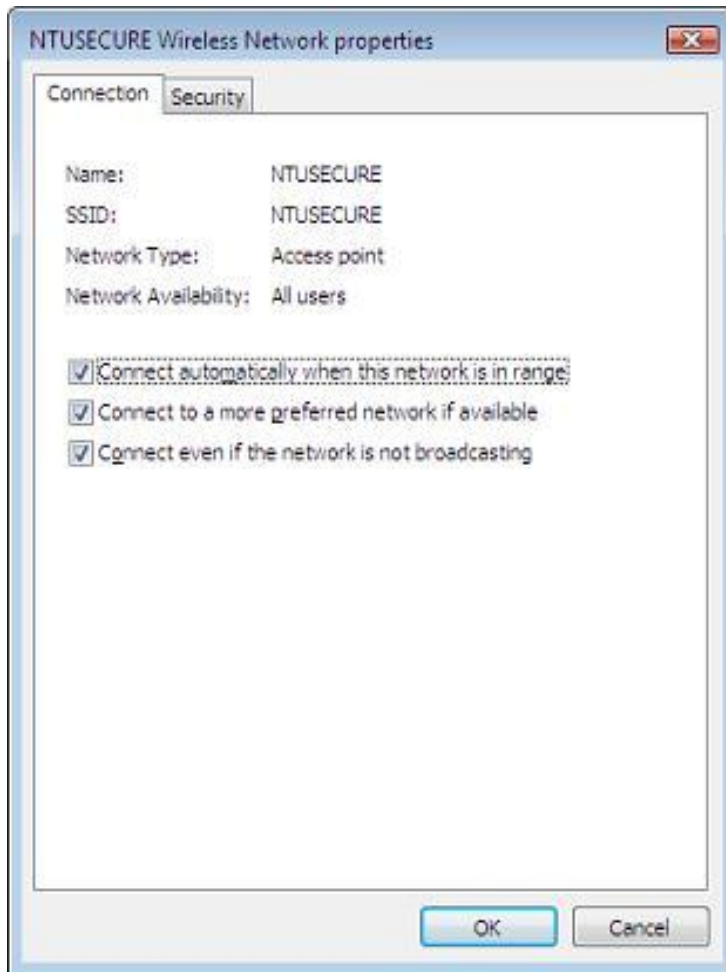 NTUSECURE Wireless Network properties
Connection Security
Name: NTUSECURE
SSID: NTUSECURE
Network Type: Access point
Network Availability: All users
Connect automatically when this network is in range
Connect to a more preferred network if available
Connect even if the network is not broadcasting
OK Cancel